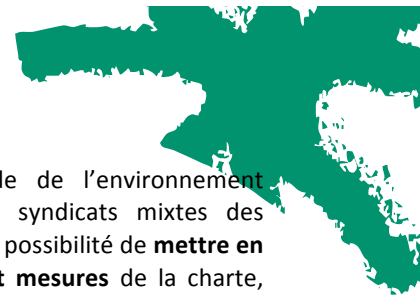 de de l’environnement
syndicats mixtes des
possibilité de mettre en
t mesures de la charte,